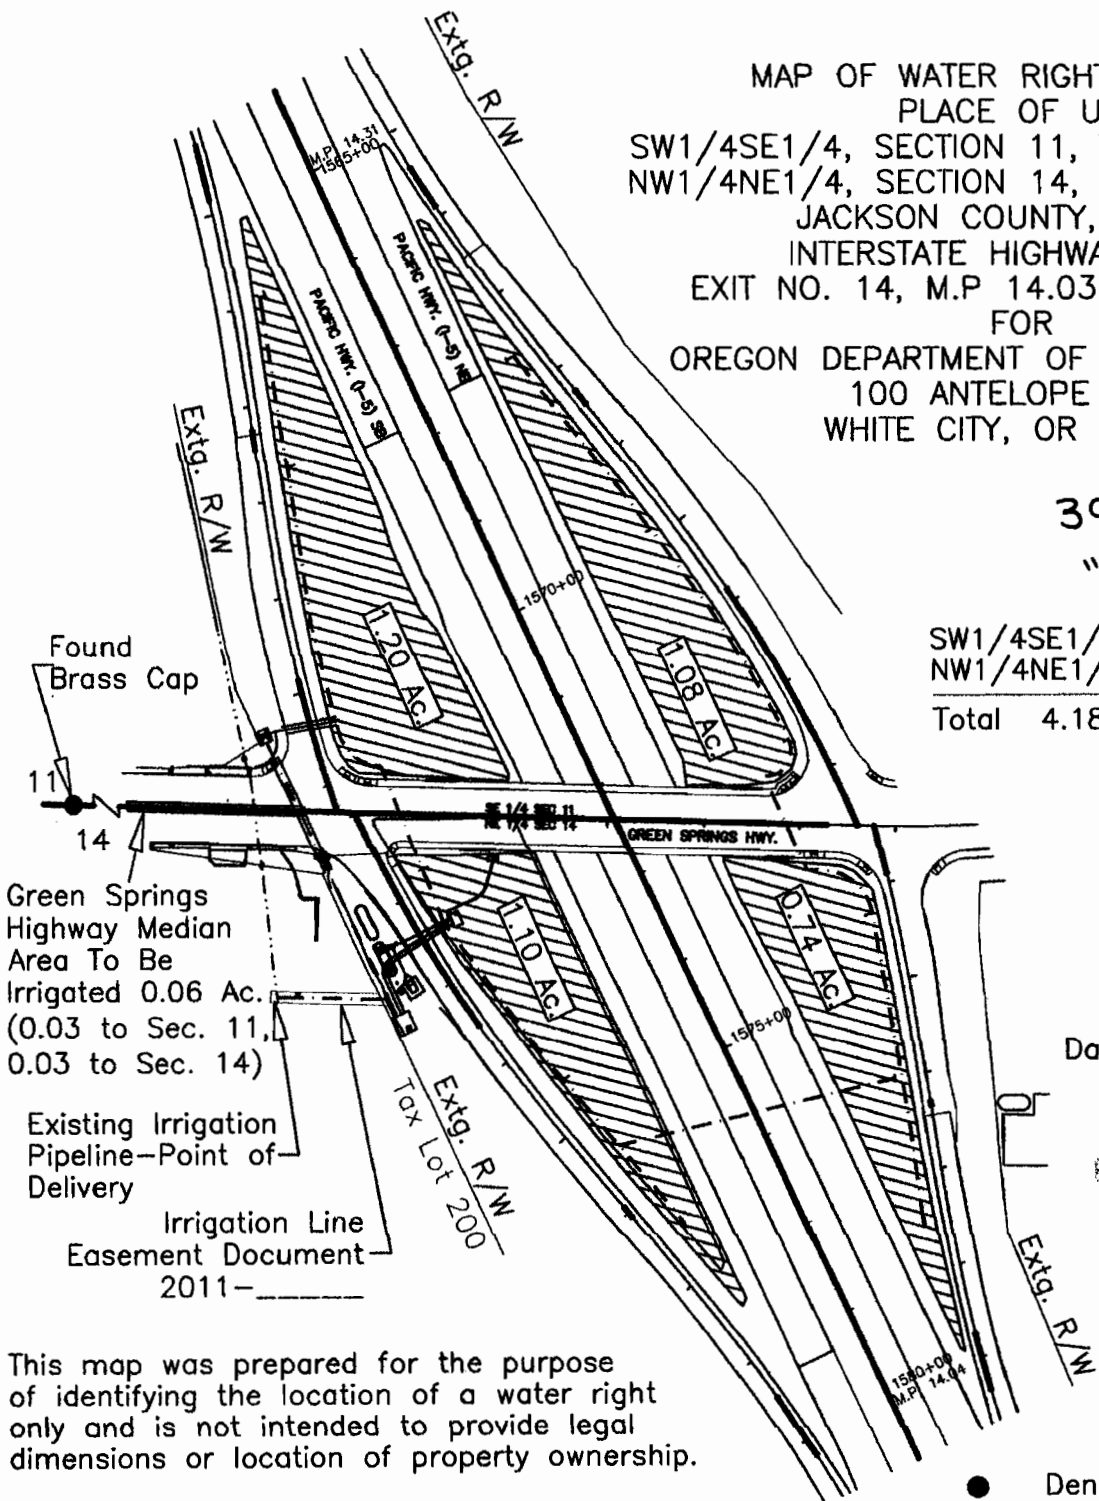 Extg. R/W
MAP OF WATER RIGHT
PLACE OF U
SW1/4SE1/4, SECTION 11,
NW1/4NE1/4, SECTION 14,
JACKSON COUNTY,
INTERSTATE HIGHWA
EXIT NO. 14, M.P 14.03
FOR
OREGON DEPARTMENT OF
100 ANTELOPE
WHITE CITY, OR
M.P. 14.31
1565+00
PACIFIC HWY. (I-5) SB
PACIFIC HWY. (I-5) NB
Extg. R/W
39
"
SW1/4SE1/
NW1/4NE1/
Total 4.18
1570+00
1.20 Ac.
1.08 Ac.
Found
Brass Cap
11
14
SE 1/4 SEC 11
NE 1/4 SEC 14
GREEN SPRINGS HWY.
Green Springs
Highway Median
Area To Be
Irrigated 0.06 Ac.
(0.03 to Sec. 11,
0.03 to Sec. 14)
1.10 Ac.
0.74 Ac.
1575+00
Da
Existing Irrigation
Pipeline-Point of
Delivery
Extg. R/W
Tax Lot 200
Irrigation Line
Easement Document
2011-_____
Extg. R/W
1580+00
M.P. 14.04
This map was prepared for the purpose
of identifying the location of a water right
only and is not intended to provide legal
dimensions or location of property ownership.
Den